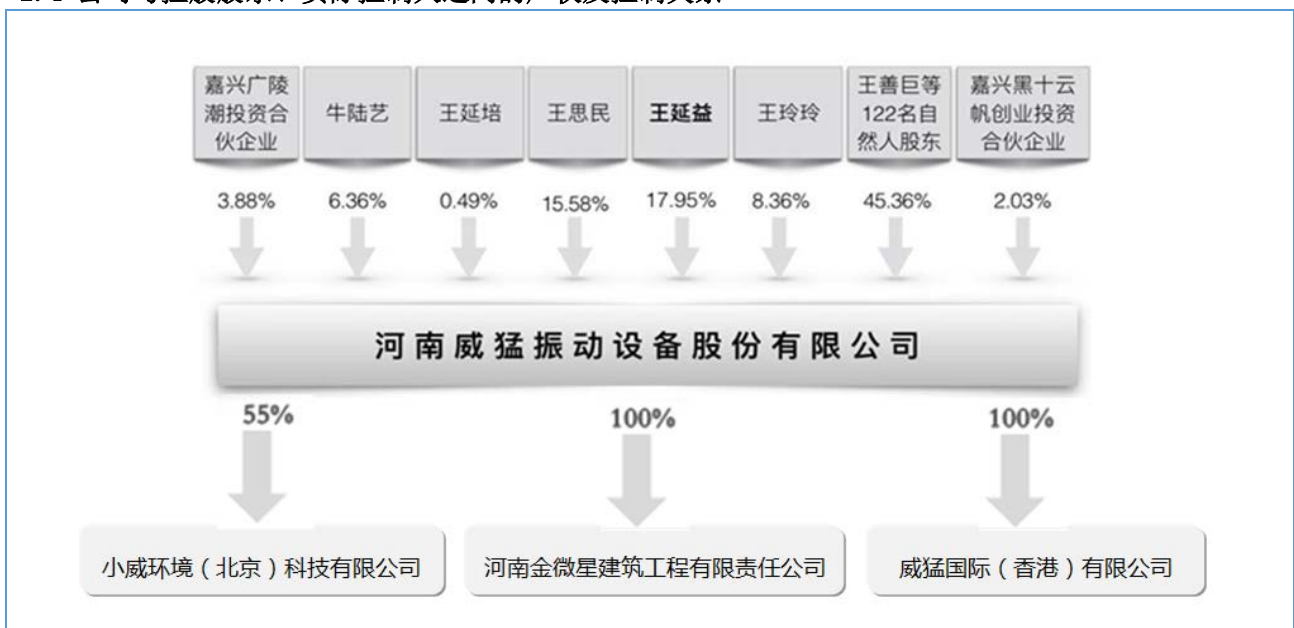 嘉兴广陵
潮投资合
伙企业
牛陆艺
王延培
王思民
王延益
王玲玲
王善巨等
122名自
然人股东
嘉兴黑十云
帆创业投资
合伙企业
3.88%
6.36%
0.49%
15.58%
17.95%
8.36%
45.36%
2.03%
河南威猛振动设备股份有限公司
55%
100%
100%
小威环境（北京）科技有限公司
河南金微星建筑工程有限责任公司
威猛国际（香港）有限公司